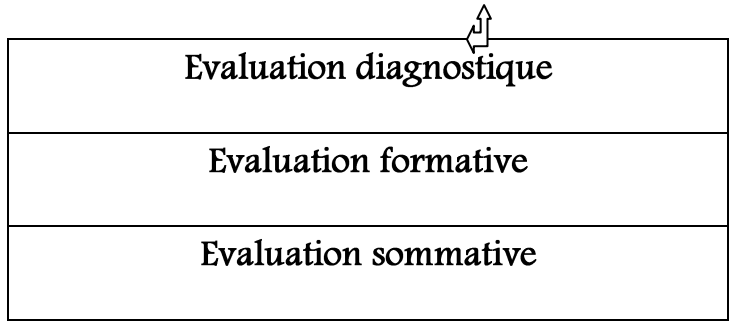 Evaluation diagnostique
Evaluation formative
Evaluation sommative